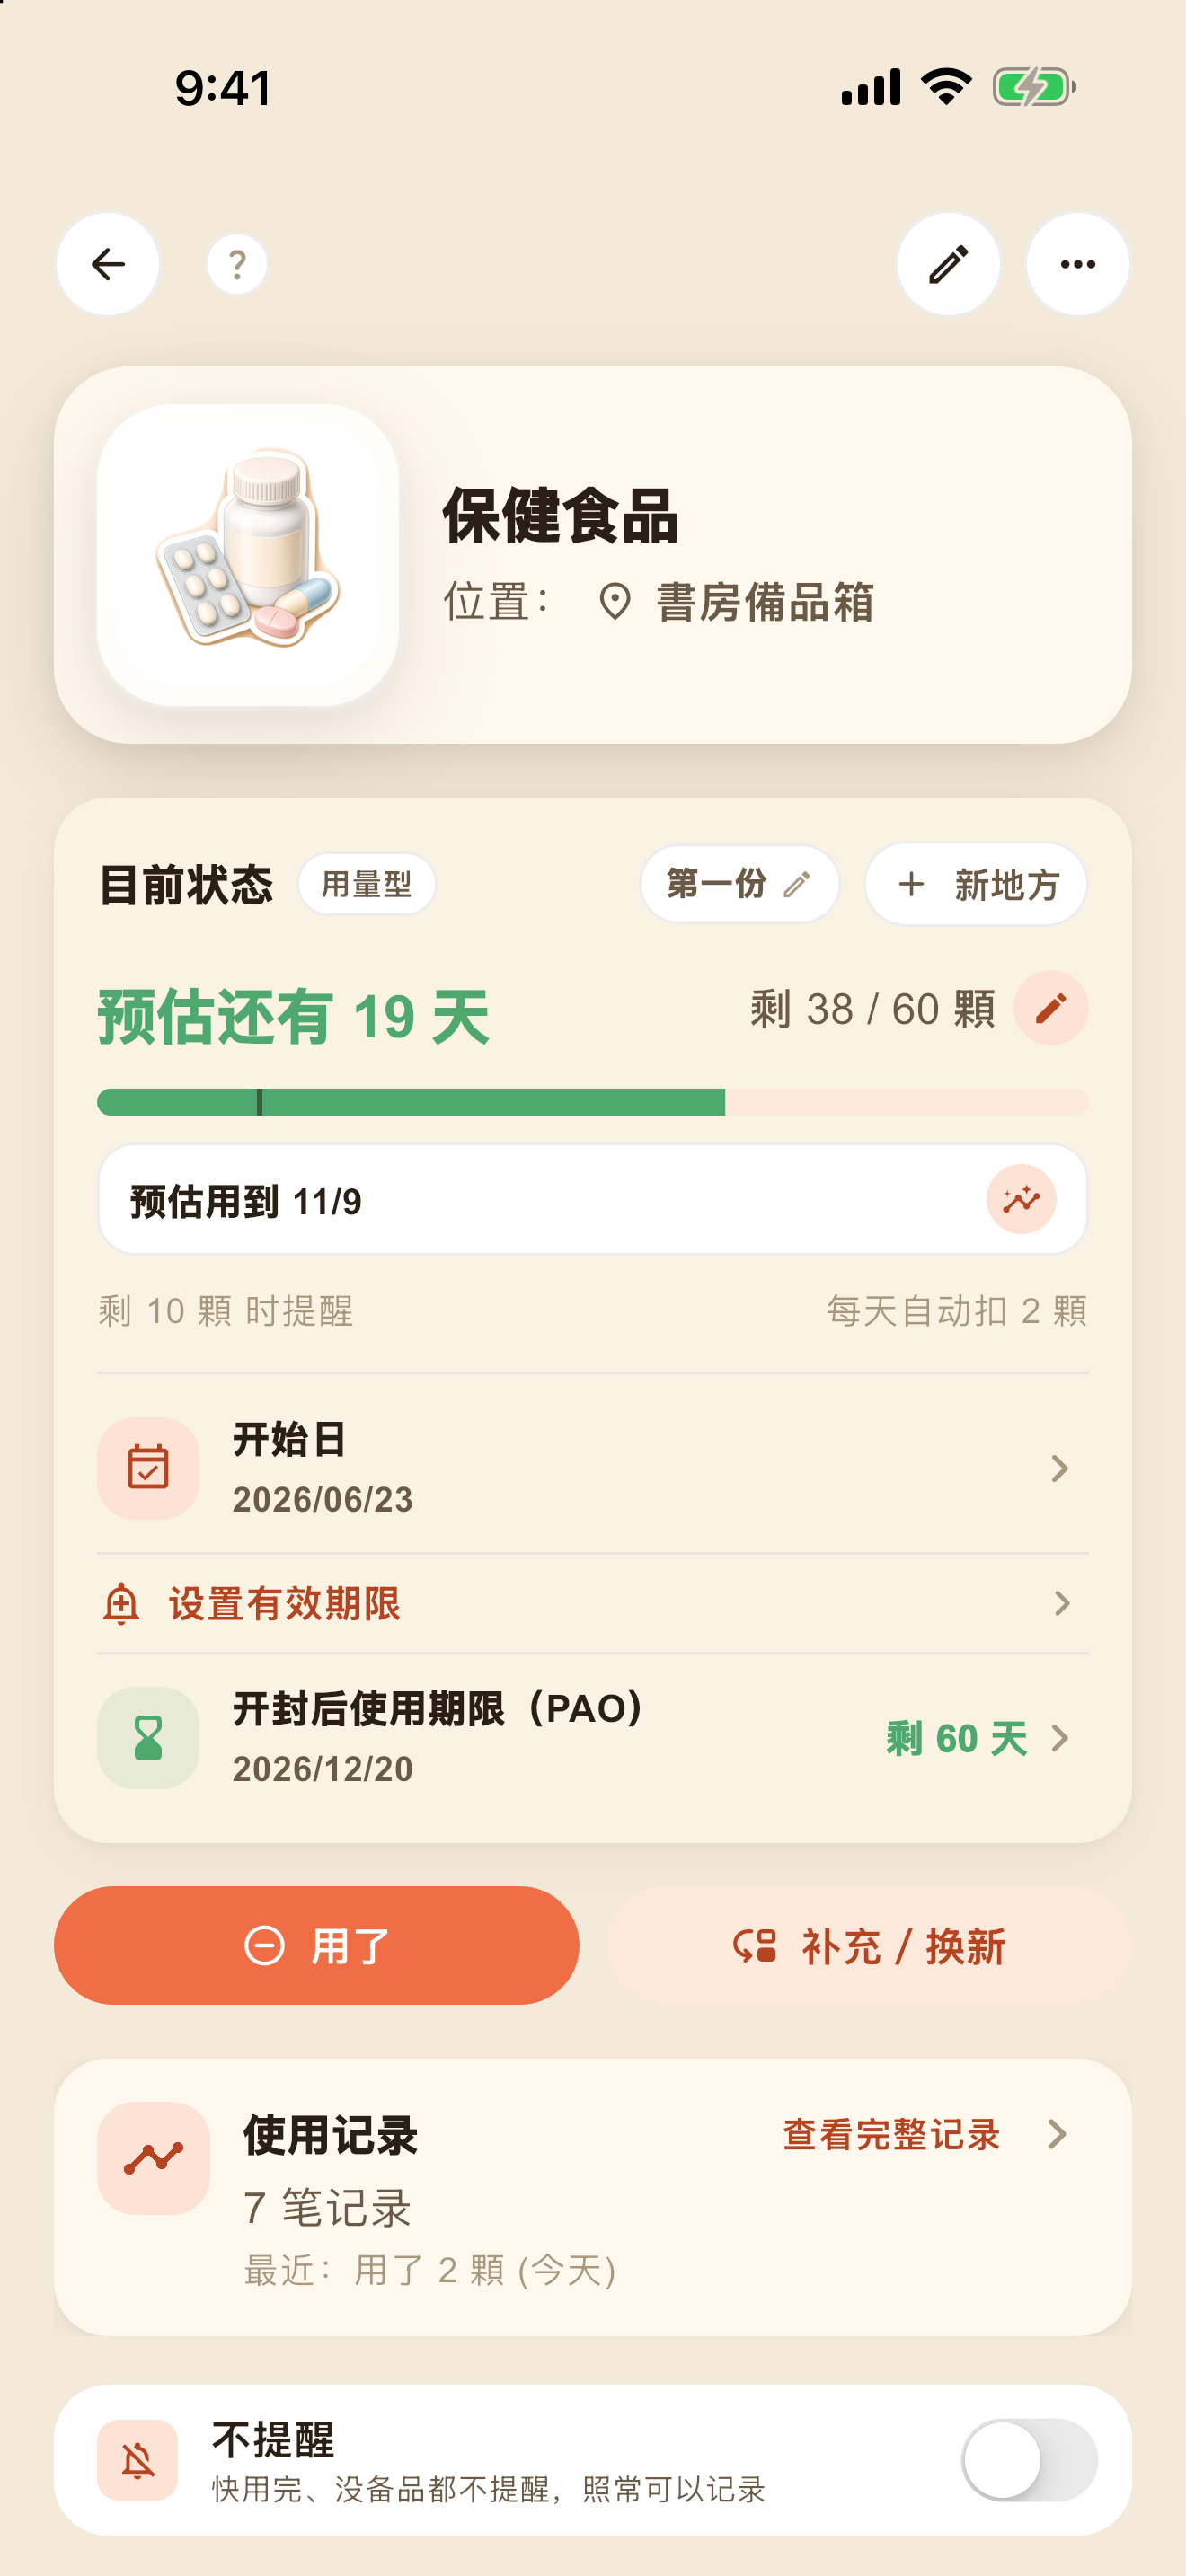 9:41
?
保健食品
位置： 書房備品箱
目前状态 用量型 第一份 + 新地方
预估还有 19 天 剩 38 / 60 顆
预估用到 11/9
剩 10 顆 时提醒 每天自动扣 2 顆
开始日
2026/06/23
设置有效期限
开封后使用期限（PAO）
2026/12/20
剩 60 天
用了 补充 / 换新
使用记录 查看完整记录
7 笔记录
最近：用了 2 顆 (今天)
不提醒
快用完、没备品都不提醒，照常可以记录